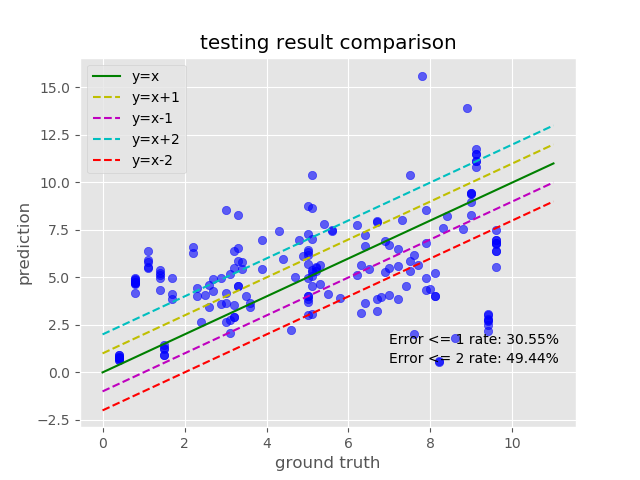 testing result comparison
y=x
y=x+1
y=x-1
y=x+2
y=x-2
15.0
12.5
10.0
7.5
5.0
2.5
0.0
−2.5
prediction
Error <= 1 rate: 30.55%
Error <= 2 rate: 49.44%
0 2 4 6 8 10
ground truth